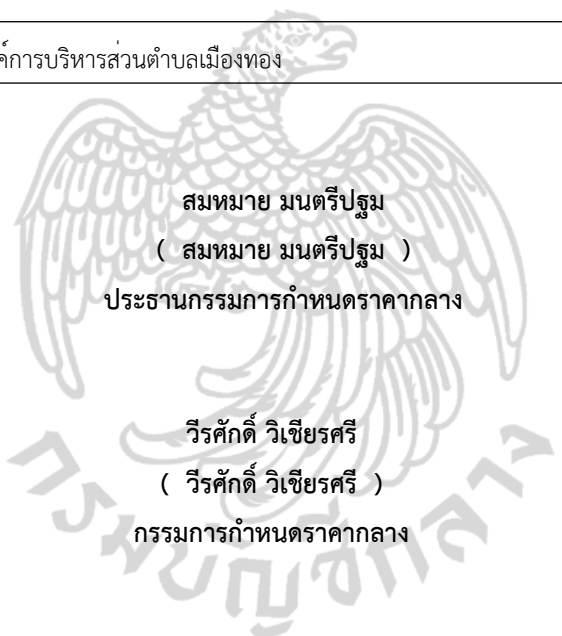 ค์การบริหารส่วนตำบลเมืองทอง
สมหมาย มนตรีปฐม
( สมหมาย มนตรีปฐม )
ประธานกรรมการกำหนดราคากลาง
วีรศักดิ์ วิเชียรศรี
( วีรศักดิ์ วิเชียรศรี )
กรรมการกำหนดราคากลาง
กรมบัญชีกลาง